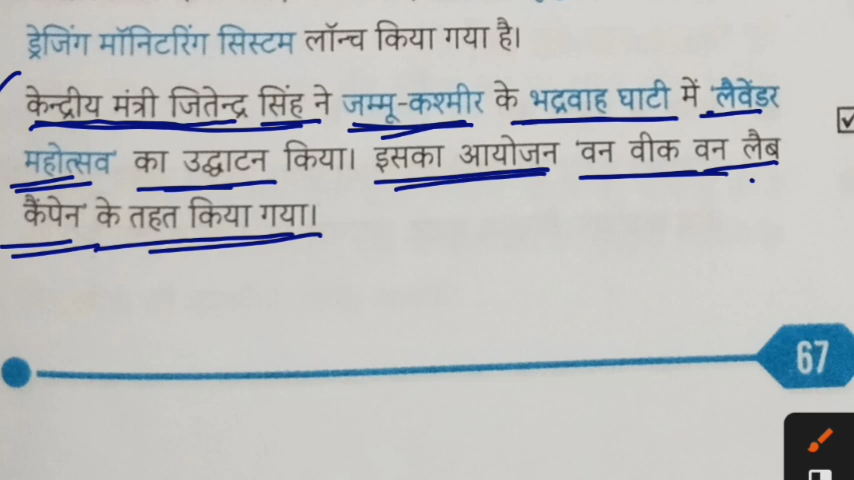 ड्रेजिंग मॉनिटरिंग सिस्टम लॉन्च किया गया है।
केन्द्रीय मंत्री जितेन्द्र सिंह ने जम्मू-कश्मीर के भद्रवाह घाटी में 'लैवेंडर
महोत्सव' का उद्घाटन किया। इसका आयोजन 'वन वीक वन लैब
कैंपेन' के तहत किया गया।
67